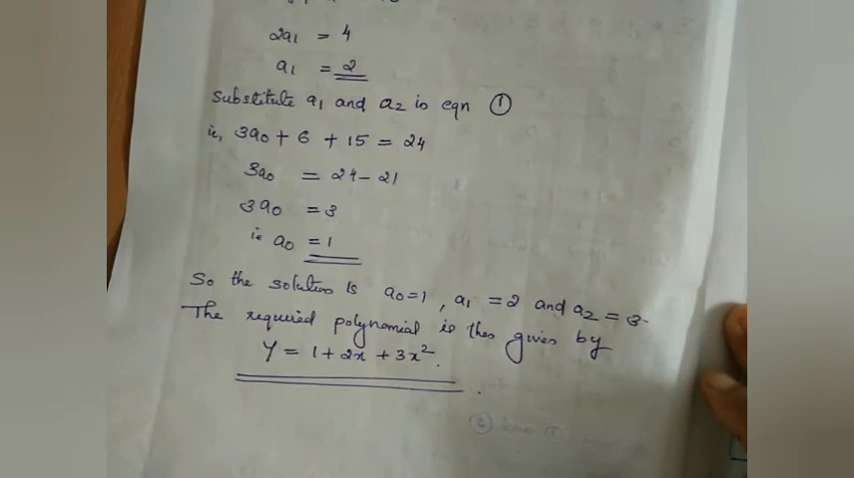 2a₁ = 4
a₁ = 2
Substitute a₁ and a₂ in eqn ①
ie, 3a₀ + 6 + 15 = 24
3a₀ = 24 - 21
3a₀ = 3
ie a₀ = 1
So the solution is a₀=1, a₁ = 2 and a₂ = 3.
The required polynomial is then given by
Y = 1 + 2x + 3x².